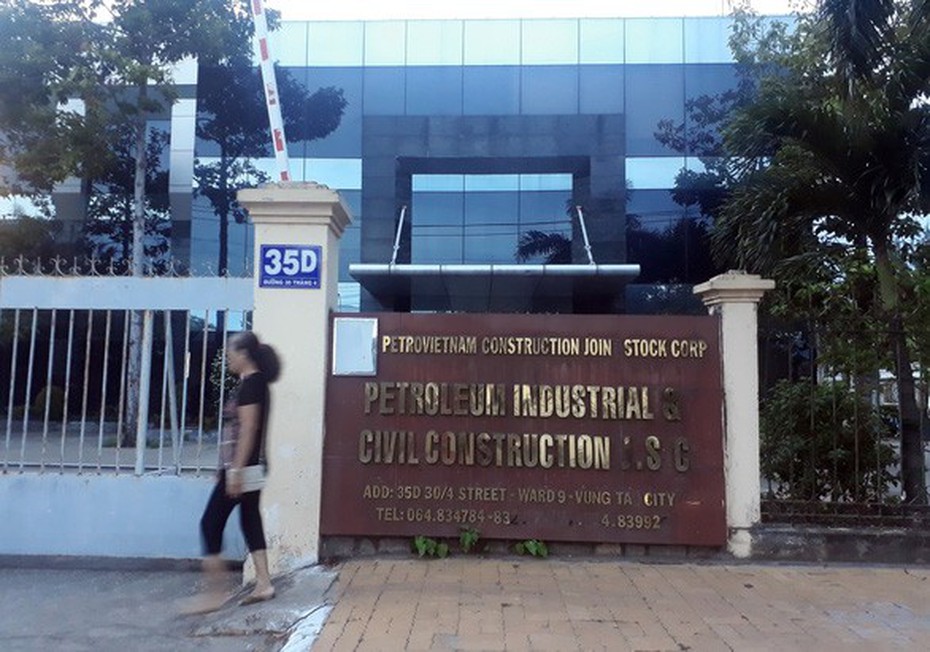 35D
ĐƯỜNG 30 THÁNG 4
PETROVIETNAM CONSTRUCTION JOIN STOCK CORP
PETROLEUM INDUSTRIAL &
CIVIL CONSTRUCTION J.S C
ADD: 35D 30/4 STREET - WARD 9 - VUNG TA CITY
TEL: 064.834784 -83 4.83992